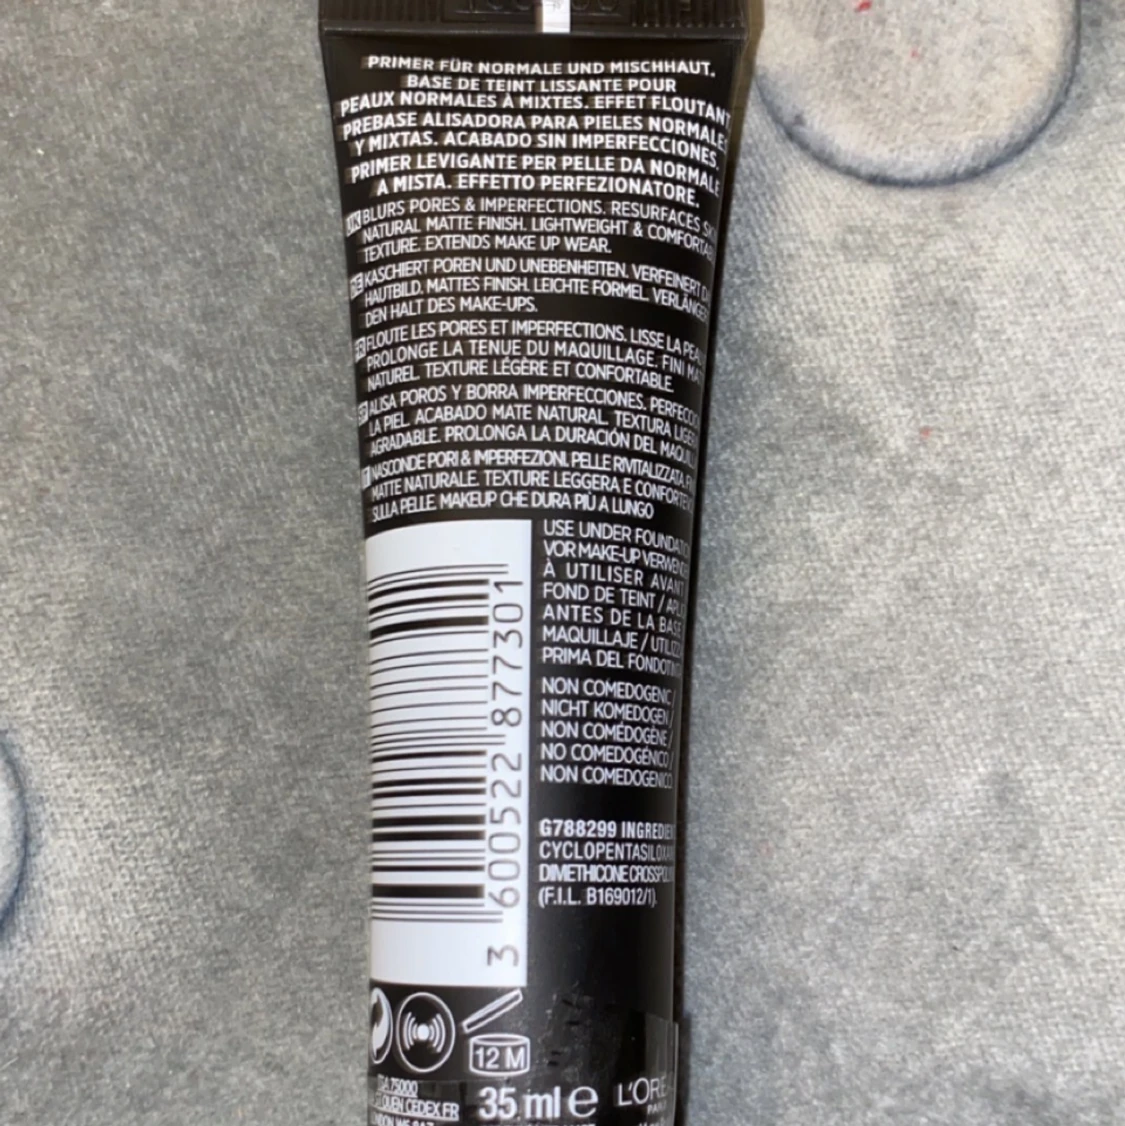 PRIMER FÜR NORMALE UND MISCHHAUT.
BASE DE TEINT LISSANTE POUR
PEAUX NORMALES À MIXTES. EFFET FLOUTANT
PREBASE ALISADORA PARA PIELES NORMALES
Y MIXTAS. ACABADO SIN IMPERFECCIONES.
PRIMER LEVIGANTE PER PELLE DA NORMALE
A MISTA. EFFETTO PERFEZIONATORE.
BLURS PORES & IMPERFECTIONS. RESURFACES
NATURAL MATTE FINISH. LIGHTWEIGHT &
TEXTURE. EXTENDS MAKE UP WEAR.
DE KASCHIERT POREN UND UNEBENHEITEN. VERFEINERT
HAUTBILD. MATTES FINISH. LEICHTE FORMEL.
DEN HALT DES MAKE-UPS.
FLOUTE LES PORES ET IMPERFECTIONS. LISSE LA
PROLONGE LA TENUE DU MAQUILLAGE. FINI
NATUREL. TEXTURE LÉGÈRE ET CONFORTABLE.
ALISA POROS Y BORRA IMPERFECCIONES.
LA PIEL. ACABADO MATE NATURAL. TEXTURA
AGRADABLE. PROLONGA LA DURACIÓN DEL
NASCONDE PORI & IMPERFEZIONI. PELLE RIVITALIZZATA
MATTE NATURALE. TEXTURE LEGGERA E
SULLA PELLE. MAKEUP CHE DURA PIÙ A LUNGO
USE UNDER
VOR MAKE-UP
À UTILISER AVANT
FOND DE TEINT /
ANTES DE LA BASE
MAQUILLAJE /
PRIMA DEL
NON COMEDOGENIC /
NICHT KOMEDOGEN /
NON COMÉDOGÈNE /
NO COMEDOGÉNICO /
NON COMEDOGENICO
G788299
(F.I.L. B169012/1).
3 600522 877301
12 M
75000
CEDEX FR
35 ml e